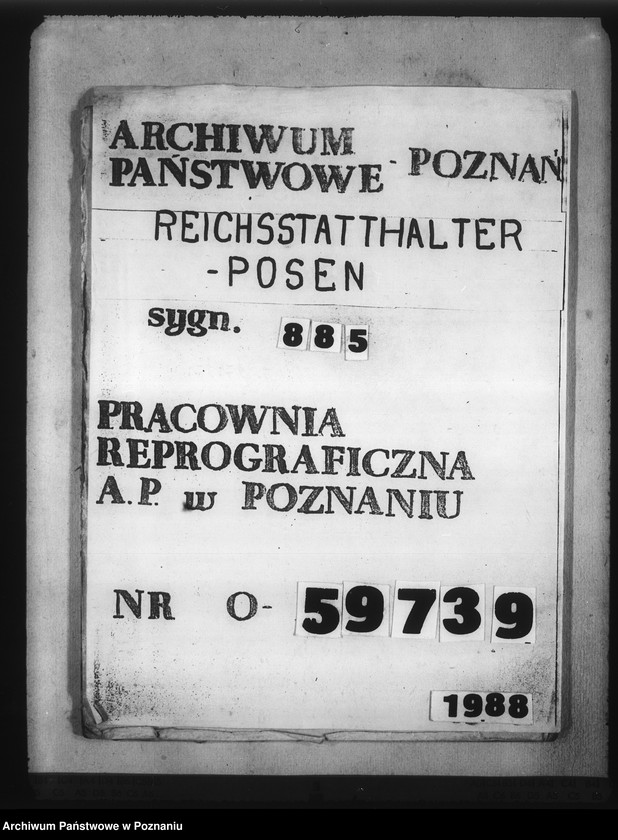 ARCHIWUM
PAŃSTWOWE - POZNAŃ
REICHSSTATTHALTER
-POSEN
sygn. 885
PRACOWNIA
REPROGRAFICZNA
A.P. w POZNANIU
NR O- 59739
1988
Archiwum Państwowe w Poznaniu